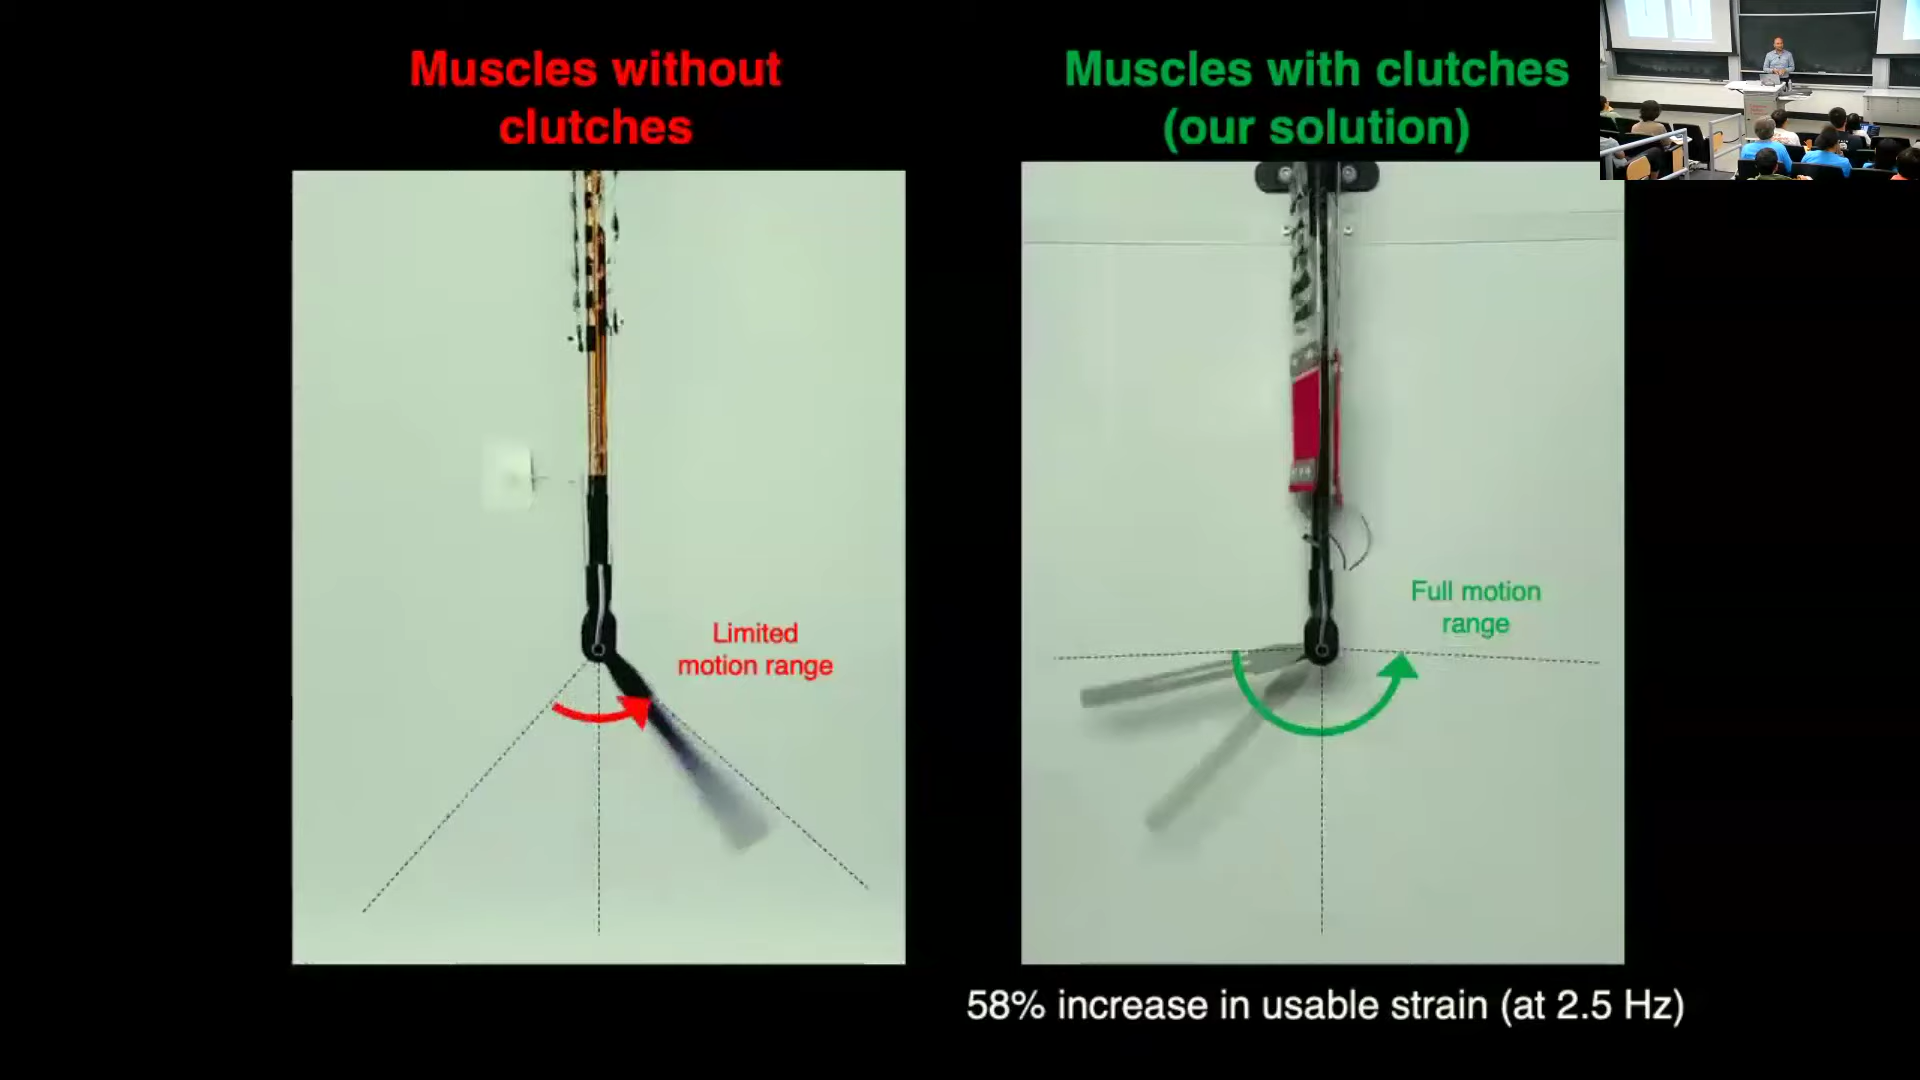 Muscles without
clutches
Muscles with clutches
(our solution)
Limited
motion range
Full motion
range
58% increase in usable strain (at 2.5 Hz)